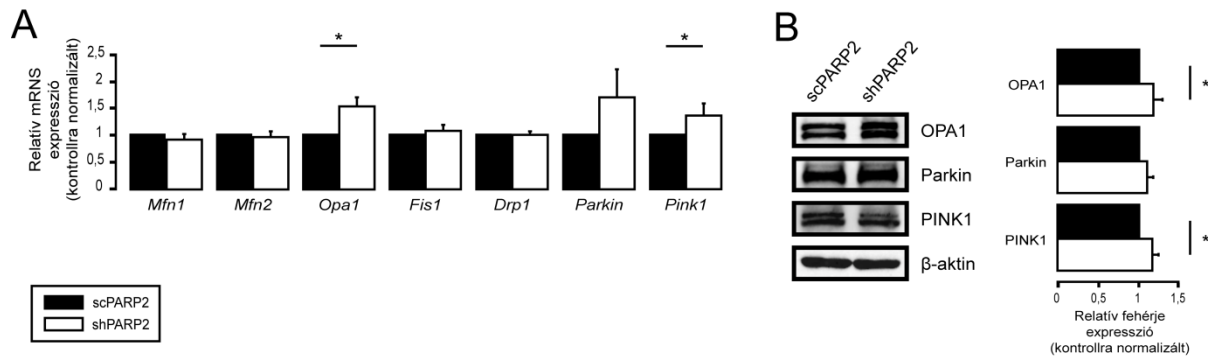 A
Relatív mRNS
expresszió
(kontrollra normalizált)
2,5
2
1,5
1
0,5
0
*
*
Mfn1 Mfn2 Opa1 Fis1 Drp1 Parkin Pink1
scPARP2
shPARP2
B
scPARP2
shPARP2
OPA1
Parkin
PINK1
β-aktin
OPA1
*
Parkin
PINK1
*
0 0,5 1 1,5
Relatív fehérje
expresszió
(kontrollra normalizált)